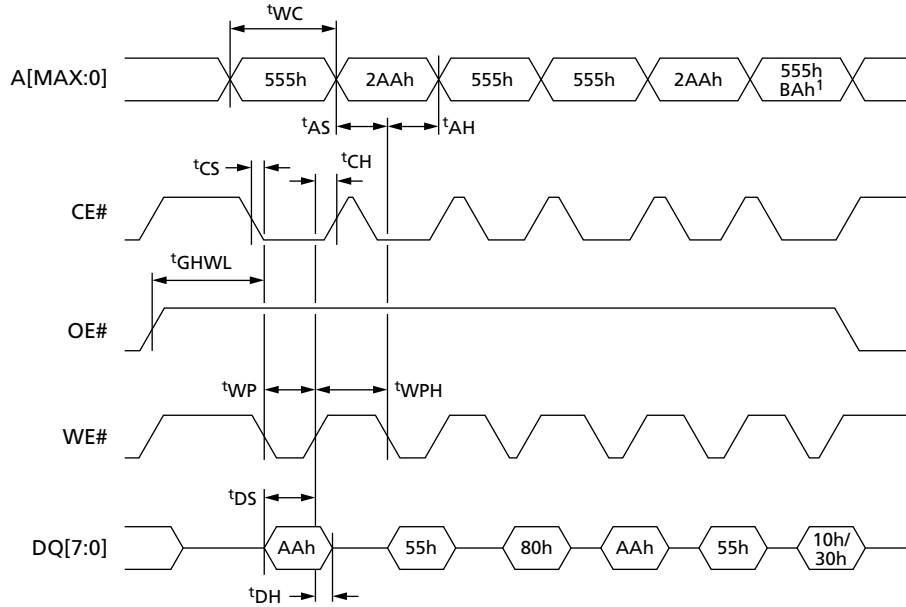 tWC
A[MAX:0]
555h 2AAh 555h 555h 2AAh 555h
BAh1
tAS tAH
tCS tCH
CE#
tGHWL
OE#
tWP tWPH
WE#
tDS
DQ[7:0] AAh 55h 80h AAh 55h 10h/
30h
tDH